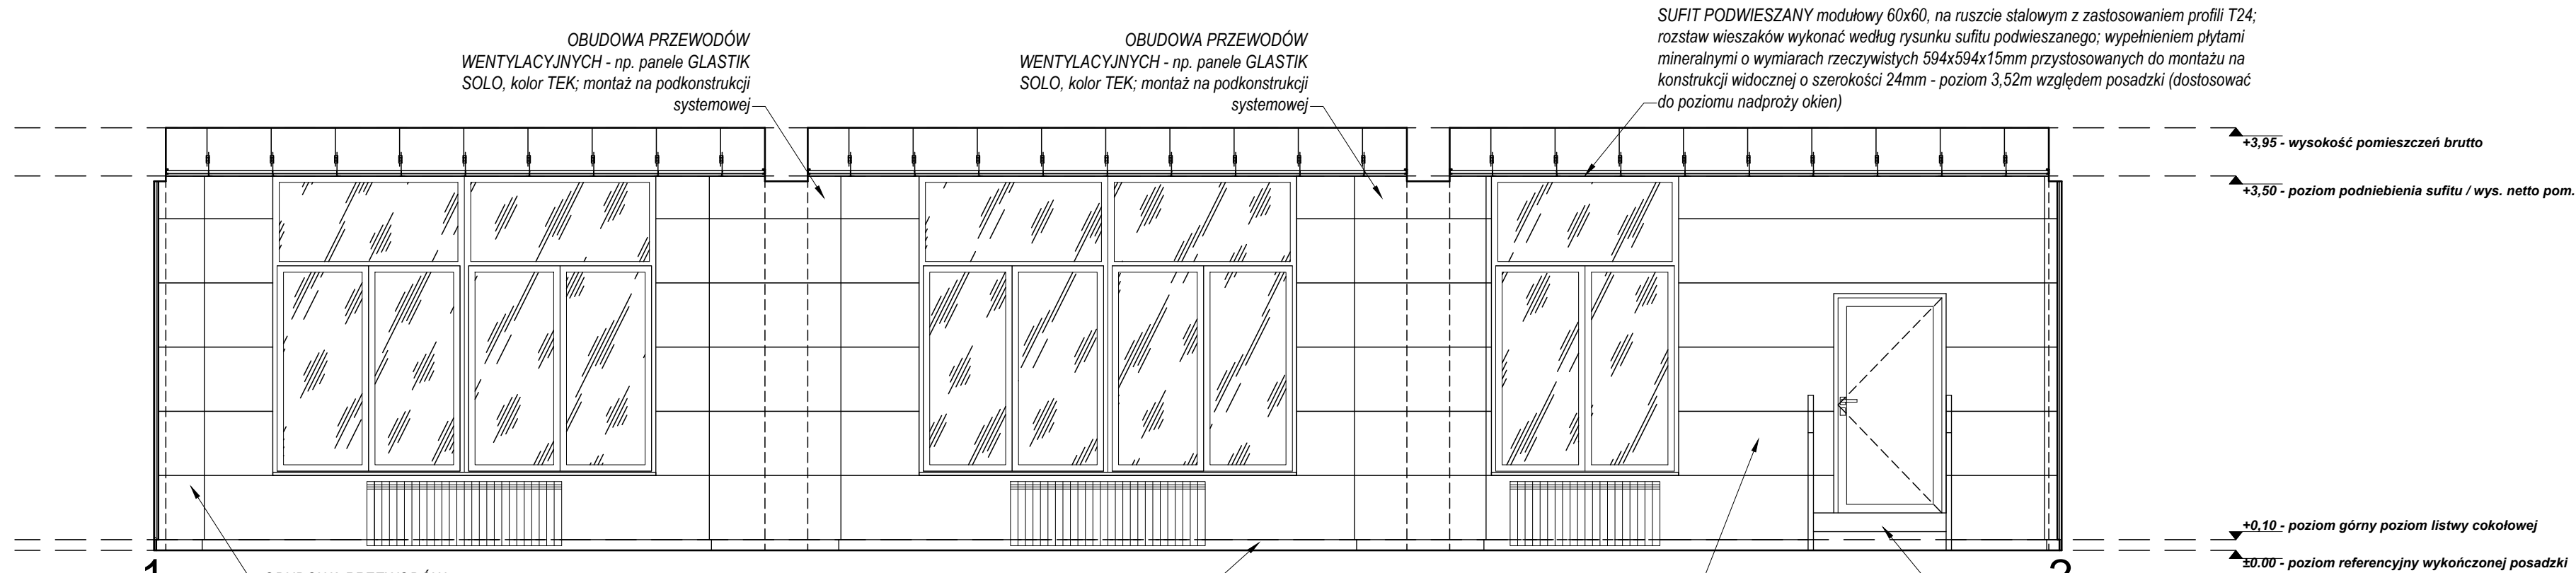 OBUDOWA PRZEWODÓW
WENTYLACYJNYCH - np. panele GLASTIK
SOLO, kolor TEK; montaż na podkonstrukcji
systemowej
OBUDOWA PRZEWODÓW
WENTYLACYJNYCH - np. panele GLASTIK
SOLO, kolor TEK; montaż na podkonstrukcji
systemowej
SUFIT PODWIESZANY modułowy 60x60, na ruszcie stalowym z zastosowaniem profili T24;
rozstaw wieszaków wykonać według rysunku sufitu podwieszanego; wypełnieniem płytami
mineralnymi o wymiarach rzeczywistych 594x594x15mm przystosowanych do montażu na
konstrukcji widocznej o szerokości 24mm - poziom 3,52m względem posadzki (dostosować
do poziomu nadproży okien)
+3,95 - wysokość pomieszczeń brutto
+3,50 - poziom podniebienia sufitu / wys. netto pom.
+0,10 - poziom górny poziom listwy cokołowej
±0.00 - poziom referencyjny wykończonej posadzki
1
2